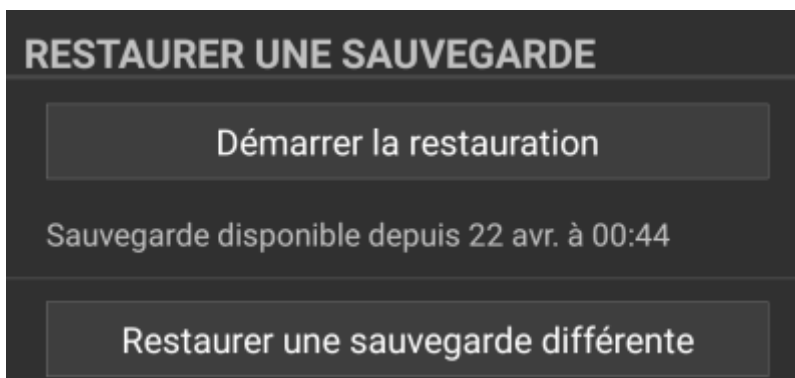 RESTAURER UNE SAUVEGARDE
Démarrer la restauration
Sauvegarde disponible depuis 22 avr. à 00:44
Restaurer une sauvegarde différente